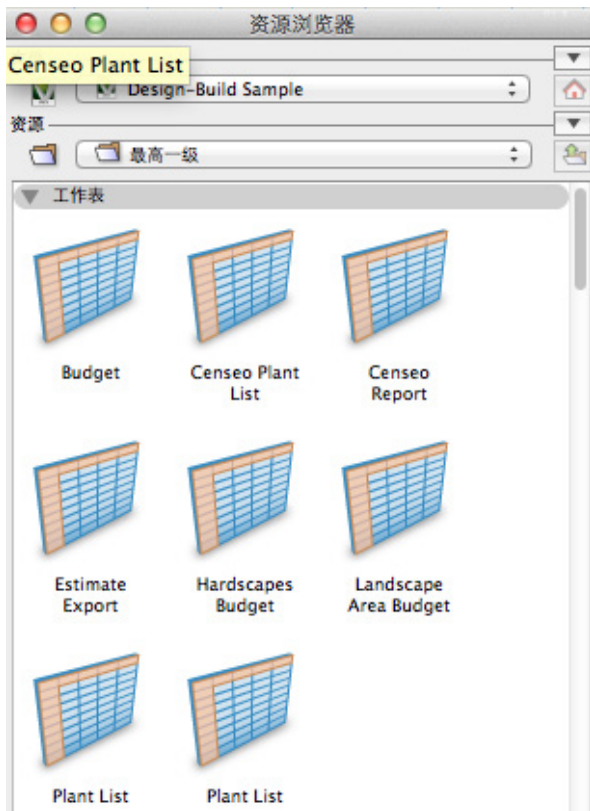 资源浏览器
Censeo Plant List
Design-Build Sample
资源
最高一级
工作表
Budget
Censeo Plant
List
Censeo
Report
Estimate
Export
Hardscapes
Budget
Landscape
Area Budget
Plant List
Plant List